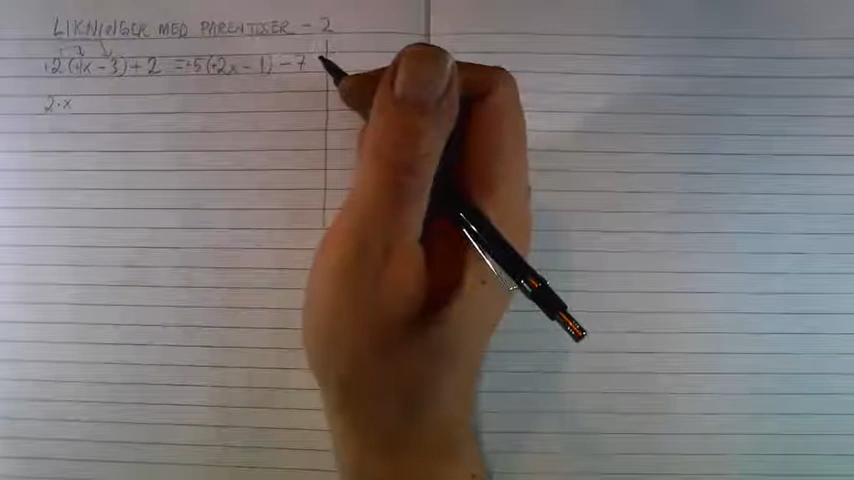 LIKNINGER MED PARENTESER - 2
+2(+x - 3) + 2 = +5(+2x - 1) - 7
2·x